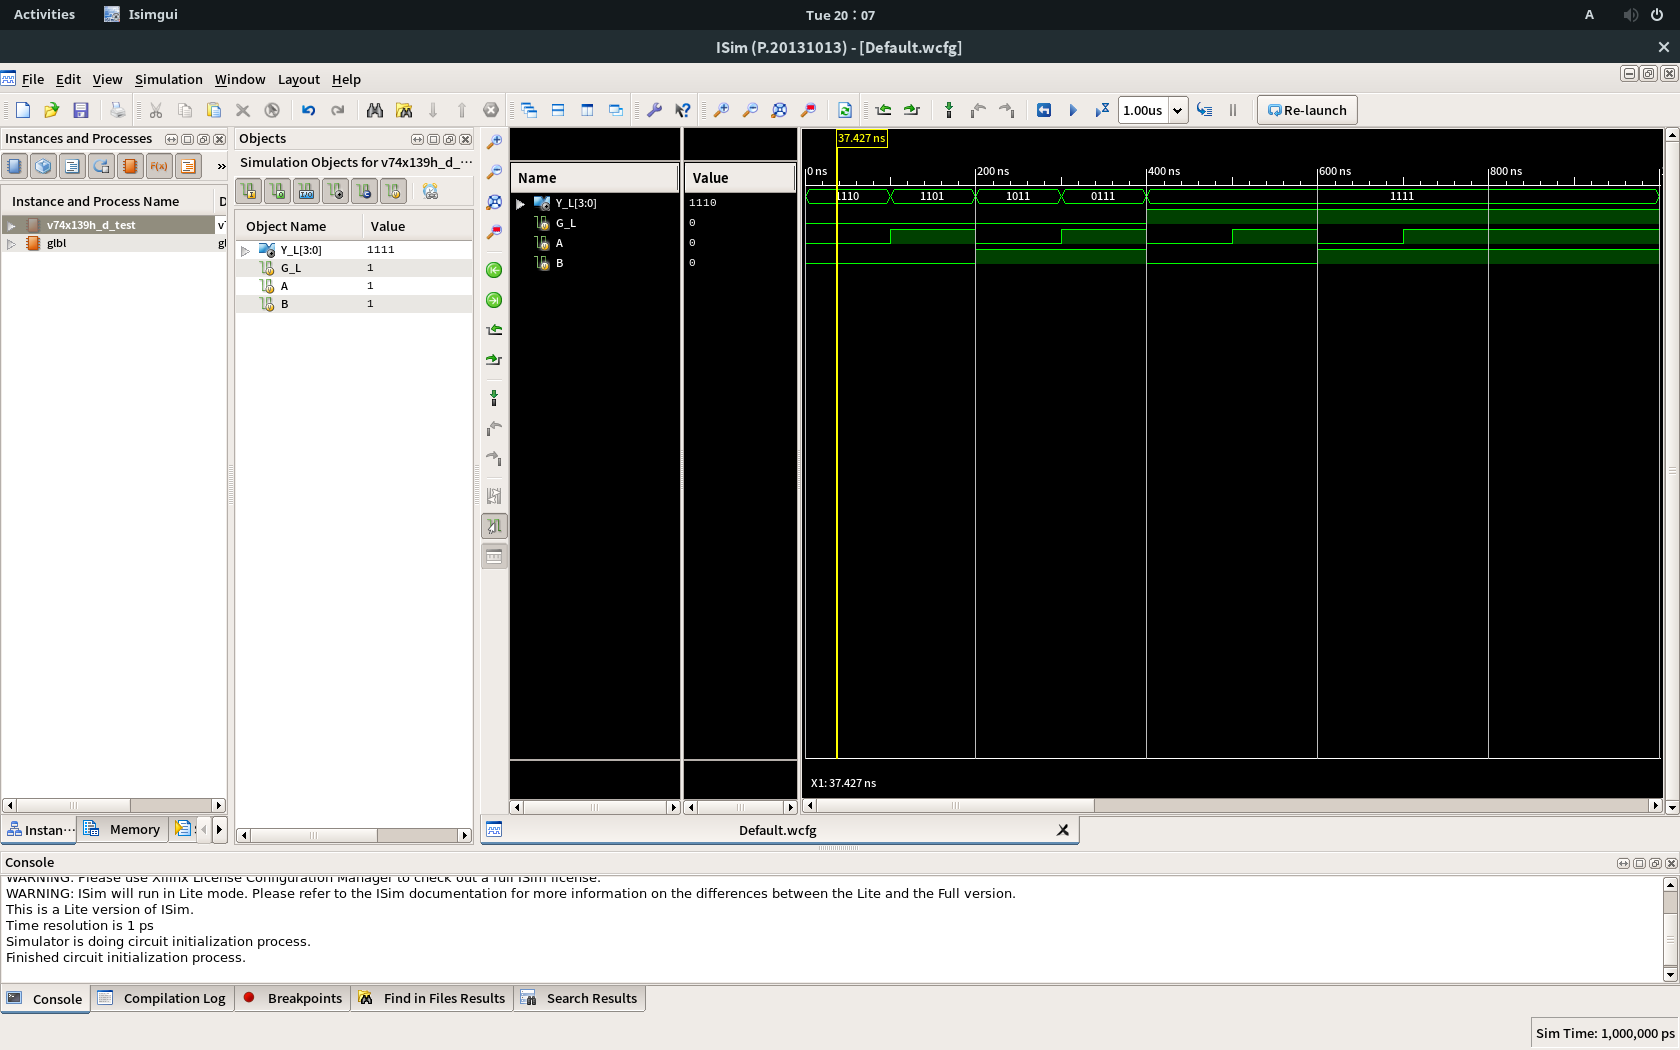 Activities
Isimgui
Tue 20：07
A
ISim (P.20131013) - [Default.wcfg]
File Edit View Simulation Window Layout Help
1.00us
Re-launch
Instances and Processes
F(x)
»
Instance and Process Name D
v74x139h_d_test v
glbl gl
Instan⋯
Memory
Objects
Simulation Objects for v74x139h_d_⋯
Object Name Value
Y_L[3:0] 1111
G_L 1
A 1
B 1
Name Value
Y_L[3:0] 1110
G_L 0
A 0
B 0
37.427 ns
0 ns 200 ns 400 ns 600 ns 800 ns
1110 1101 1011 0111 1111
X1: 37.427 ns
Default.wcfg
Console
WARNING: Please use Xilinx License Configuration Manager to check out a full ISim license.
WARNING: ISim will run in Lite mode. Please refer to the ISim documentation for more information on the differences between the Lite and the Full version.
This is a Lite version of ISim.
Time resolution is 1 ps
Simulator is doing circuit initialization process.
Finished circuit initialization process.
Console
Compilation Log
Breakpoints
Find in Files Results
Search Results
Sim Time: 1,000,000 ps